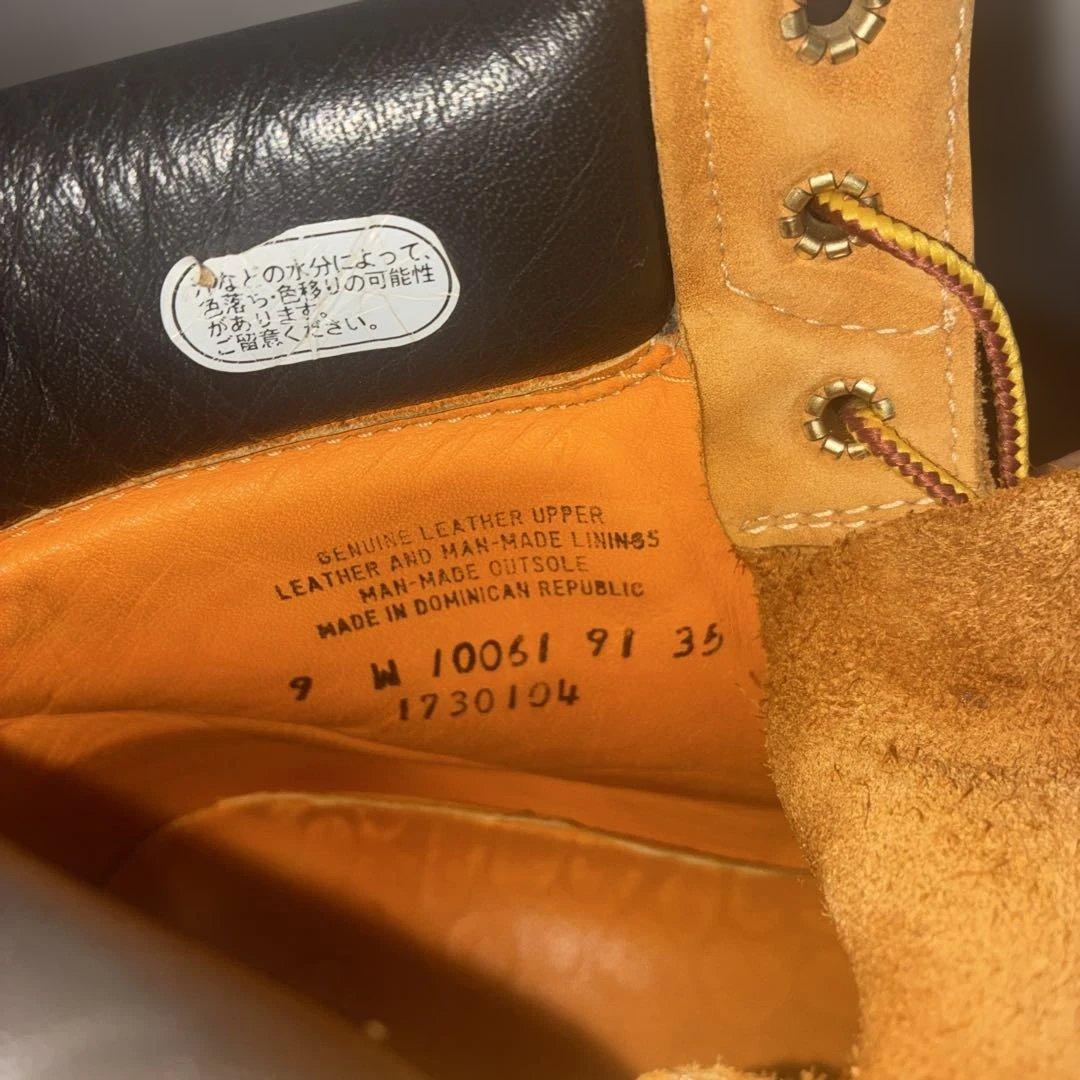 などの水分によって、
色落ち・色移りの可能性
があります。
ご留意ください。
GENUINE LEATHER UPPER
LEATHER AND MAN-MADE LININGS
MAN-MADE OUTSOLE
MADE IN DOMINICAN REPUBLIC
9 W 10061 91 35
1730104